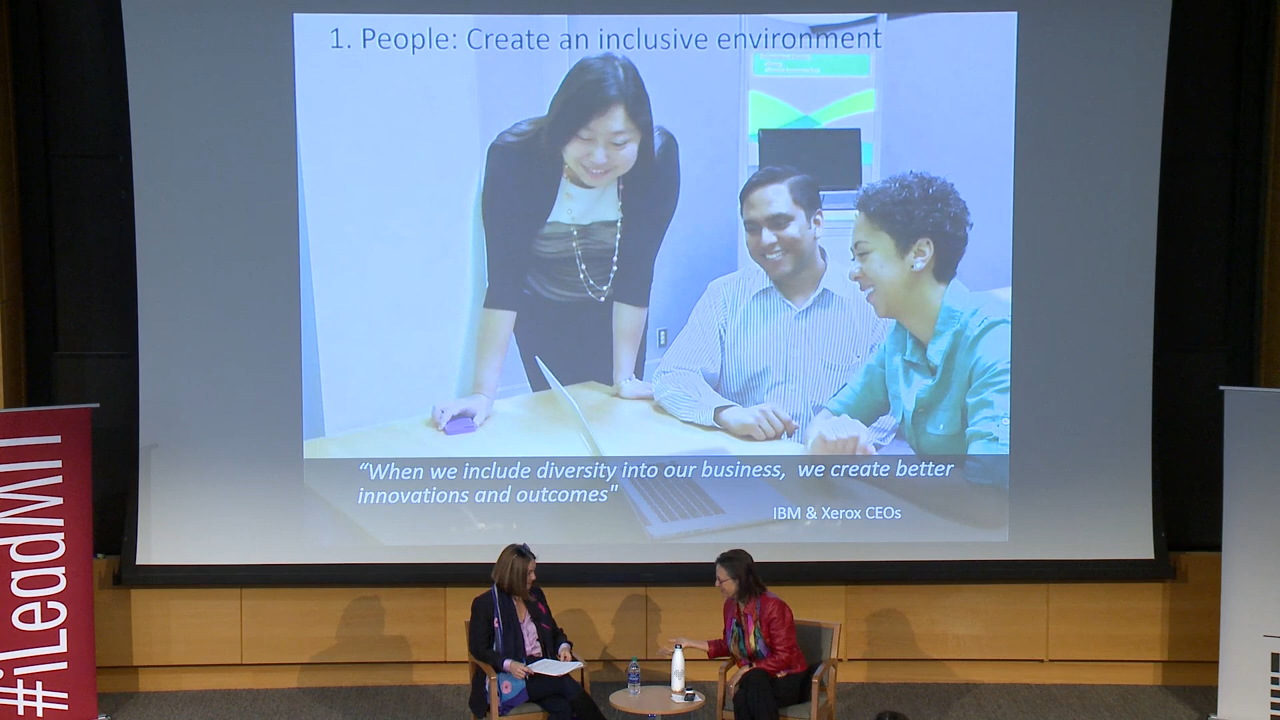 1. People: Create an inclusive environment
“When we include diversity into our business,  we create better
innovations and outcomes"
IBM & Xerox CEOs
#iLeadMIT